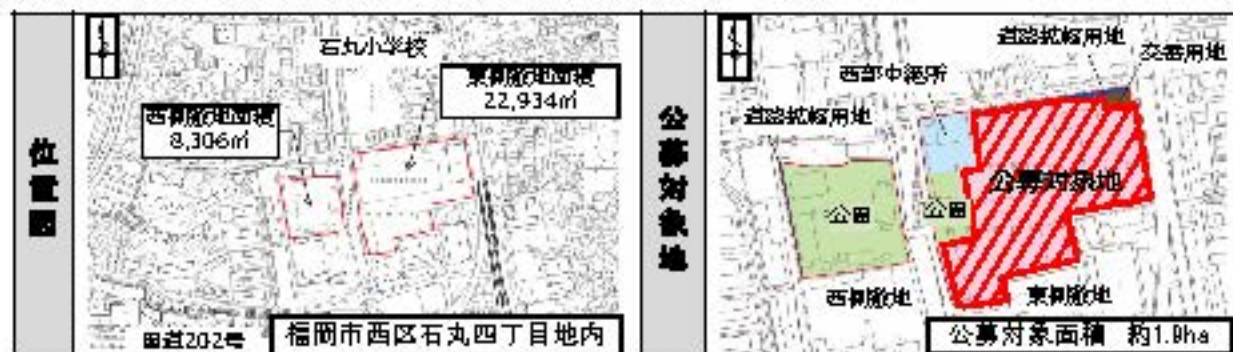 位置図
石丸小学校
東側敷地面積
22,934㎡
西側敷地面積
8,306㎡
国道202号
福岡市西区石丸四丁目地内
公募対象地
道路拡幅用地
交番用地
西部中継所
道路拡幅用地
公募対象地
公園
公園
西側敷地
東側敷地
公募対象面積 約1.9ha